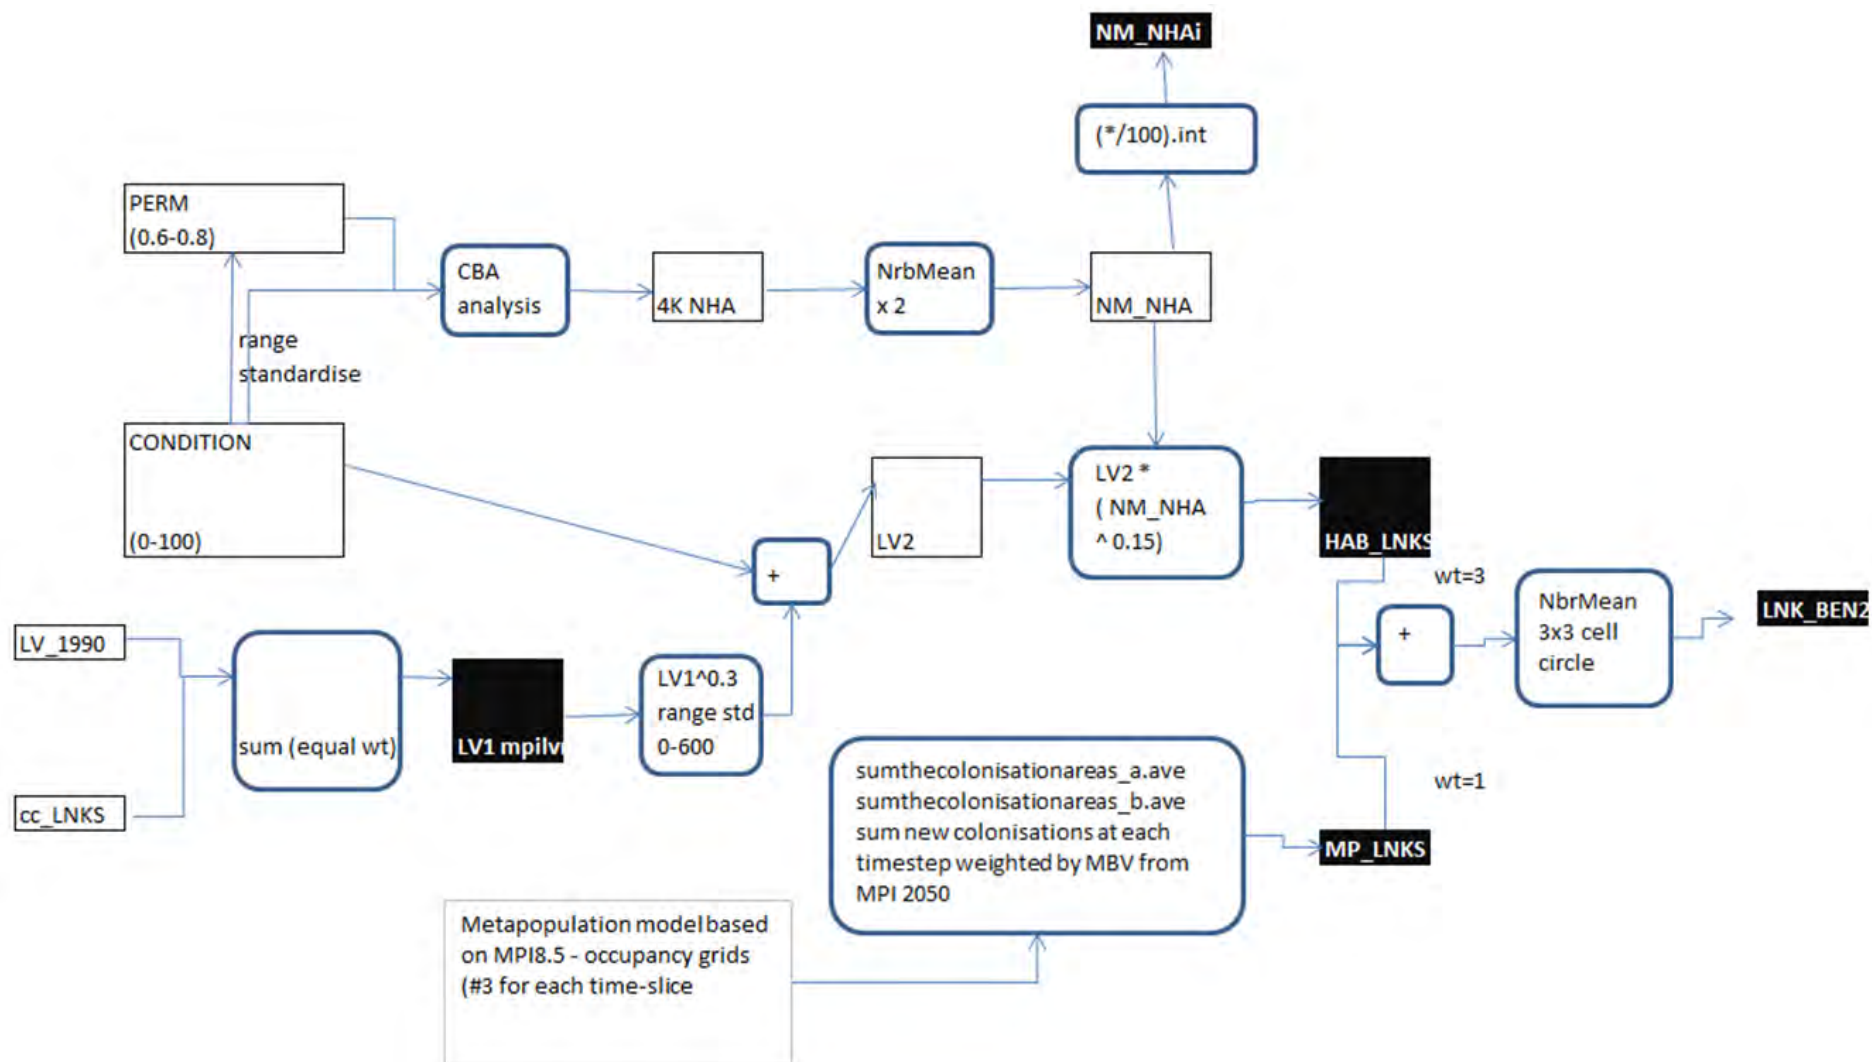 NM_NHAi
(*/100).int
PERM
(0.6-0.8)
CBA
analysis
4K NHA
NrbMean
x 2
NM_NHA
range
standardise
CONDITION
(0-100)
LV2
LV2 *
( NM_NHA
^ 0.15)
HAB_LNKS
+
wt=3
NbrMean
3x3 cell
circle
LNK_BEN2
+
LV_1990
sum (equal wt)
LV1 mpilv
LV1^0.3
range std
0-600
cc_LNKS
wt=1
sumthecolonisationareas_a.ave
sumthecolonisationareas_b.ave
sum new colonisations at each
timestep weighted by MBV from
MPI 2050
MP_LNKS
Metapopulation model based
on MPI8.5 - occupancy grids
(#3 for each time-slice